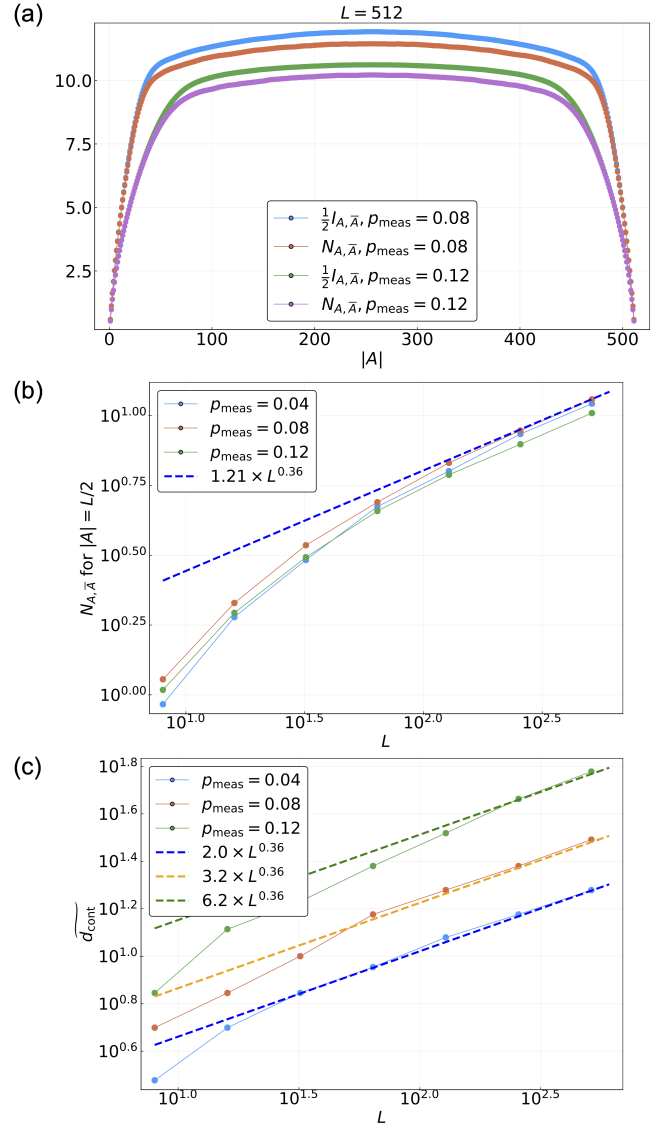 (a)
L = 512
10.0
7.5
5.0
2.5
½I_{A,A̅}, p_meas = 0.08
N_{A,A̅}, p_meas = 0.08
½I_{A,A̅}, p_meas = 0.12
N_{A,A̅}, p_meas = 0.12
0 100 200 300 400 500
|A|
(b)
N_{A,A̅} for |A| = L/2
10^{1.00}
10^{0.75}
10^{0.50}
10^{0.25}
10^{0.00}
p_meas = 0.04
p_meas = 0.08
p_meas = 0.12
1.21 × L^{0.36}
10^{1.0} 10^{1.5} 10^{2.0} 10^{2.5}
L
(c)
d_cont
10^{1.8}
10^{1.6}
10^{1.4}
10^{1.2}
10^{1.0}
10^{0.8}
10^{0.6}
p_meas = 0.04
p_meas = 0.08
p_meas = 0.12
2.0 × L^{0.36}
3.2 × L^{0.36}
6.2 × L^{0.36}
10^{1.0} 10^{1.5} 10^{2.0} 10^{2.5}
L